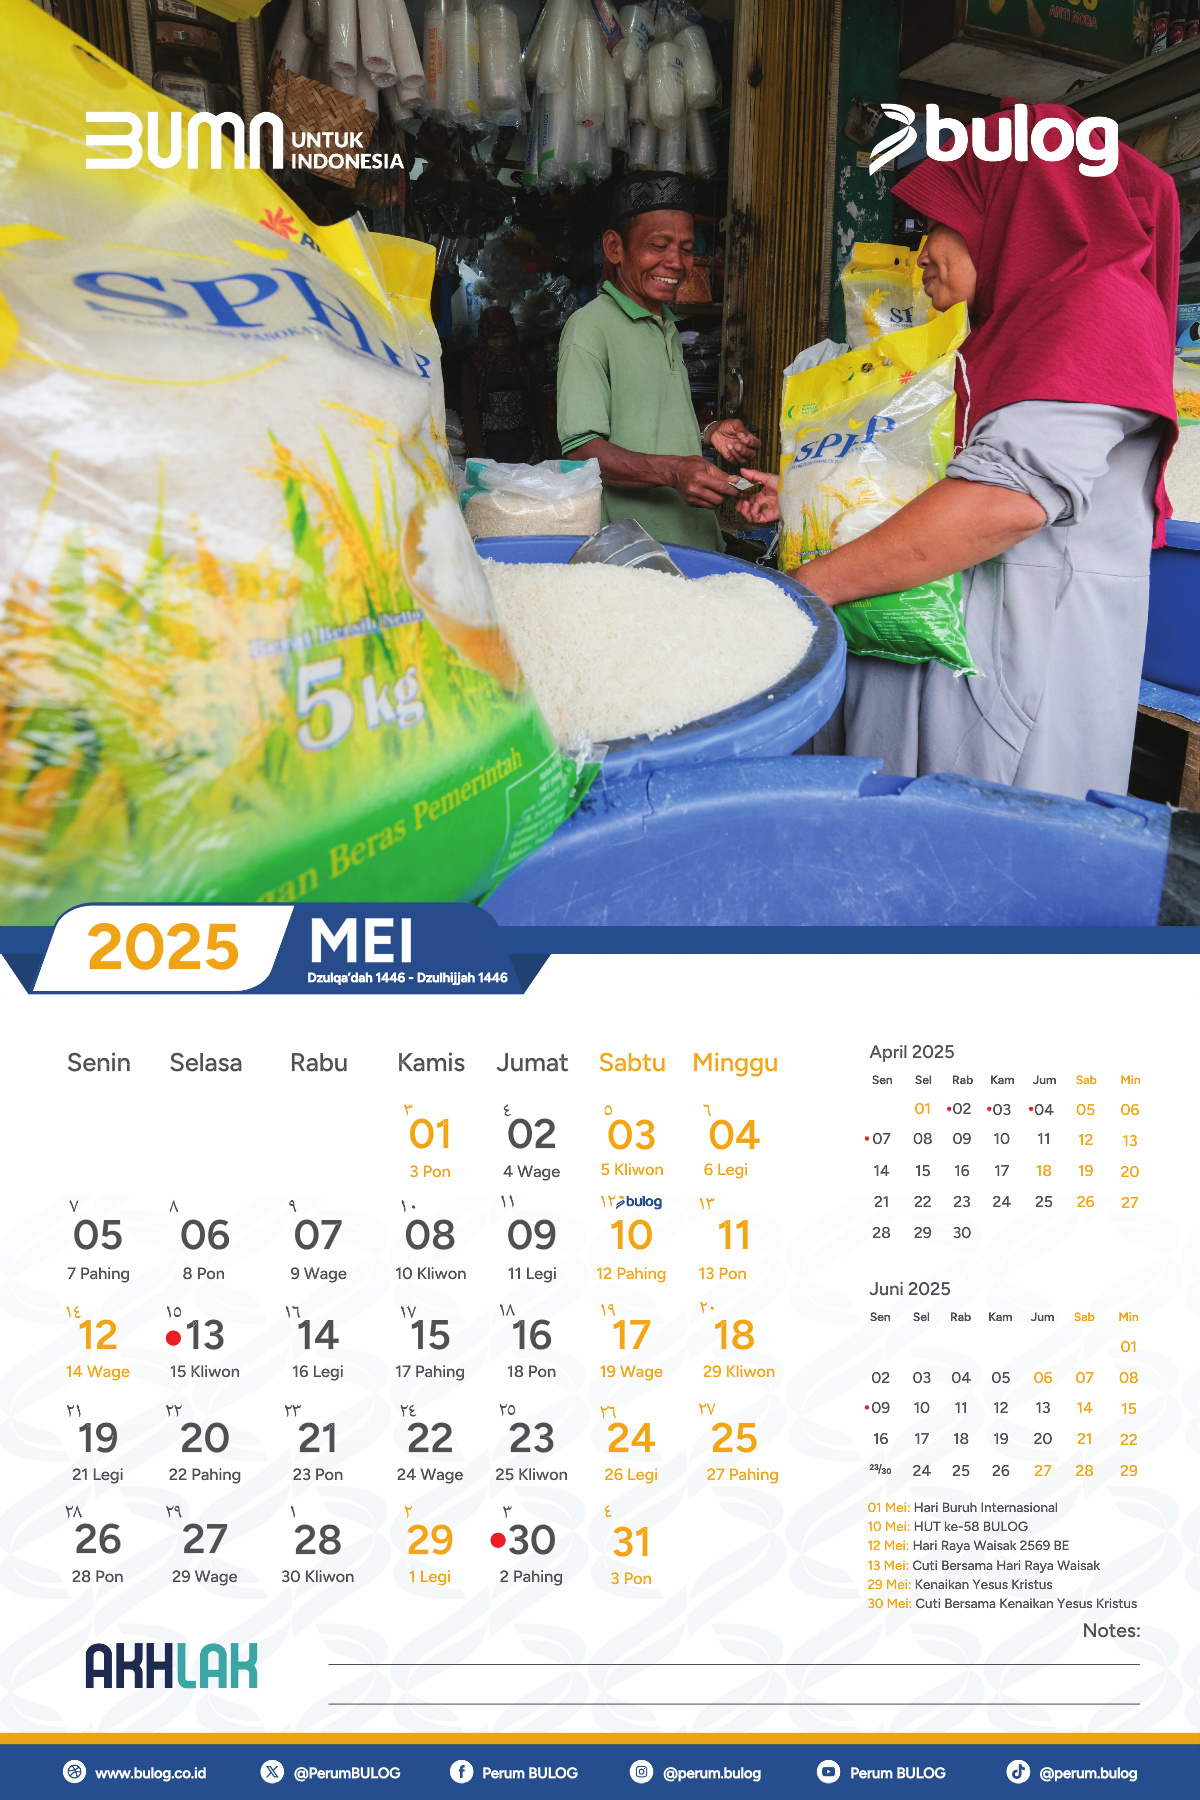 ANTI NODA
BUMN UNTUK INDONESIA
bulog
SPHP
5 kg
Beras Pemerintah
SPHP
2025
MEI
Dzulqa'dah 1446 - Dzulhijjah 1446
Senin Selasa Rabu Kamis Jumat Sabtu Minggu
٣ ٤ ٥ ٦
01 02 03 04
3 Pon 4 Wage 5 Kliwon 6 Legi
٧ ٨ ٩ ١٠ ١١ ١٢ bulog ١٣
05 06 07 08 09 10 11
7 Pahing 8 Pon 9 Wage 10 Kliwon 11 Legi 12 Pahing 13 Pon
١٤ ١٥ ١٦ ١٧ ١٨ ١٩ ٢٠
12 13 14 15 16 17 18
14 Wage 15 Kliwon 16 Legi 17 Pahing 18 Pon 19 Wage 29 Kliwon
٢١ ٢٢ ٢٣ ٢٤ ٢٥ ٢٦ ٢٧
19 20 21 22 23 24 25
21 Legi 22 Pahing 23 Pon 24 Wage 25 Kliwon 26 Legi 27 Pahing
٢٨ ٢٩ ١ ٢ ٣ ٤
26 27 28 29 30 31
28 Pon 29 Wage 30 Kliwon 1 Legi 2 Pahing 3 Pon
April 2025
Sen Sel Rab Kam Jum Sab Min
01 02 03 04 05 06
07 08 09 10 11 12 13
14 15 16 17 18 19 20
21 22 23 24 25 26 27
28 29 30
Juni 2025
Sen Sel Rab Kam Jum Sab Min
01
02 03 04 05 06 07 08
09 10 11 12 13 14 15
16 17 18 19 20 21 22
23/30 24 25 26 27 28 29
01 Mei: Hari Buruh Internasional
10 Mei: HUT ke-58 BULOG
12 Mei: Hari Raya Waisak 2569 BE
13 Mei: Cuti Bersama Hari Raya Waisak
29 Mei: Kenaikan Yesus Kristus
30 Mei: Cuti Bersama Kenaikan Yesus Kristus
Notes:
AKHLAK
www.bulog.co.id @PerumBULOG Perum BULOG @perum.bulog Perum BULOG @perum.bulog